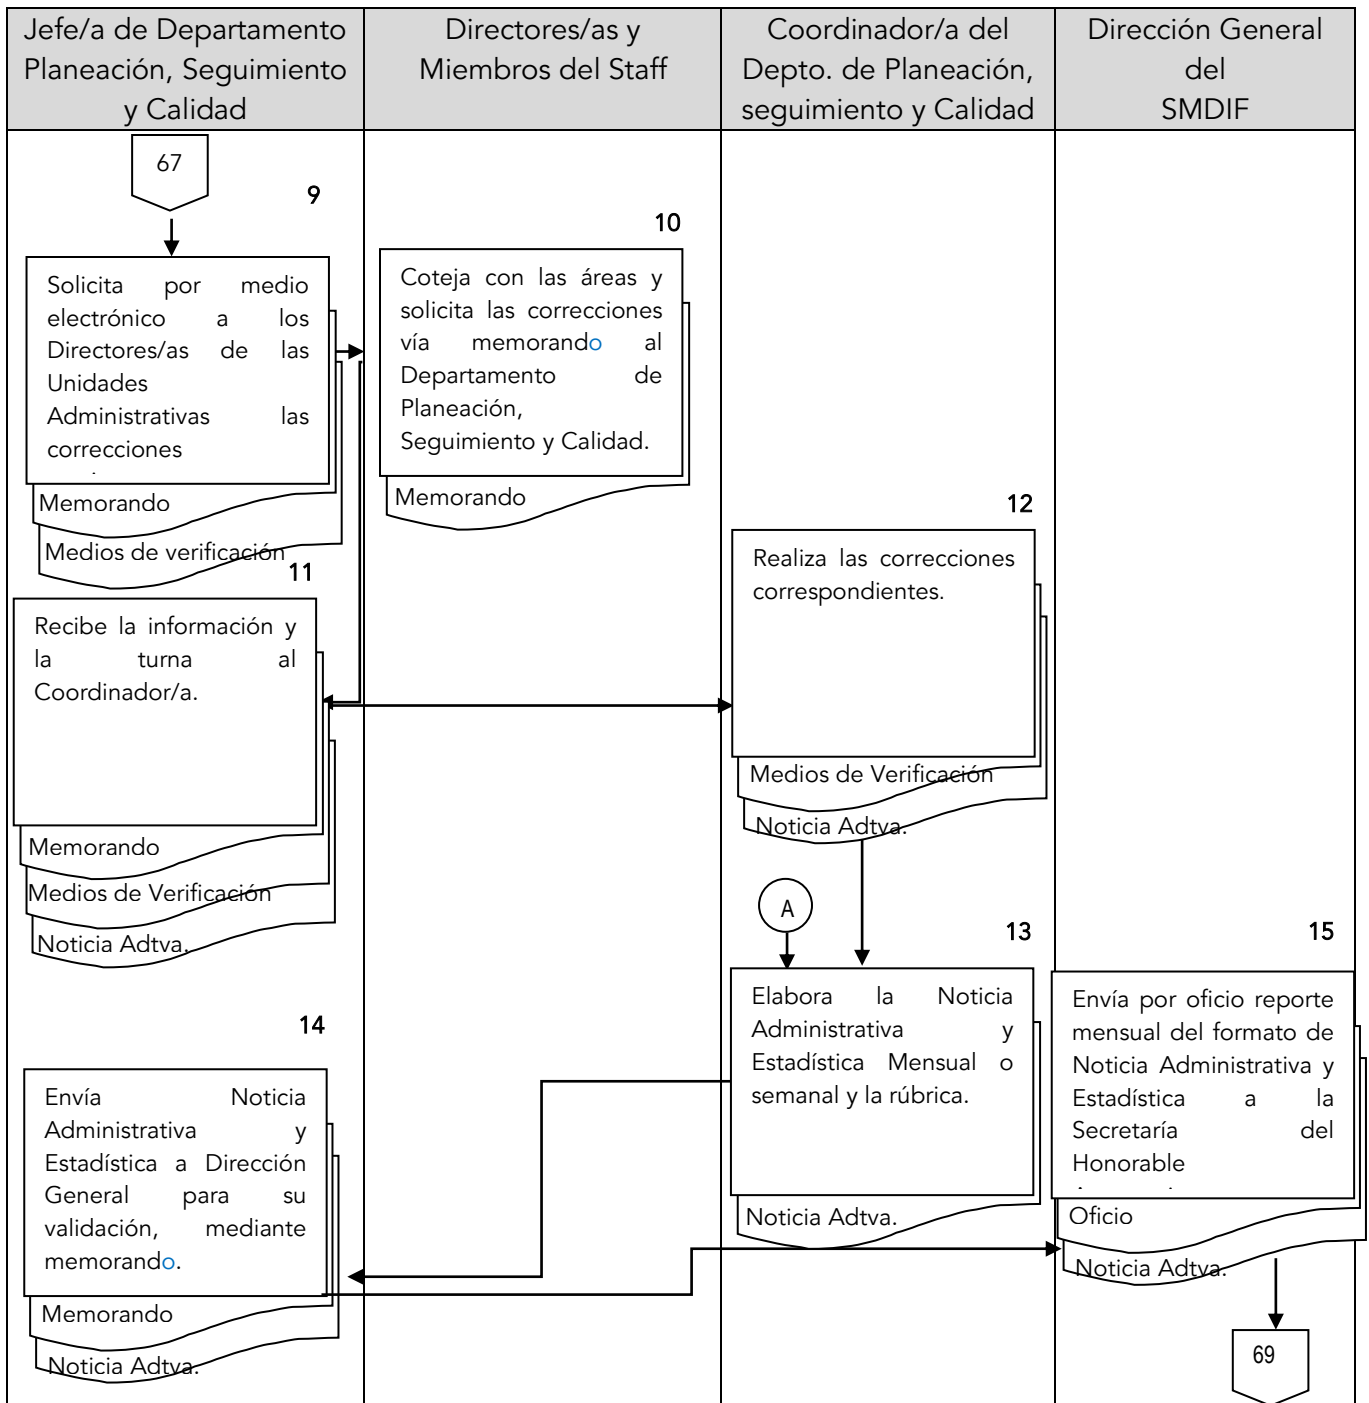 Jefe/a de Departamento
Planeación, Seguimiento
y Calidad
Directores/as y
Miembros del Staff
Coordinador/a del
Depto. de Planeación,
seguimiento y Calidad
Dirección General
del
SMDIF
67
9
Solicita por medio
electrónico a los
Directores/as de las
Unidades
Administrativas las
correcciones
Memorando
Medios de verificación
10
Coteja con las áreas y
solicita las correcciones
vía memorando al
Departamento de
Planeación,
Seguimiento y Calidad.
Memorando
11
Recibe la información y
la turna al
Coordinador/a.
Memorando
Medios de Verificación
Noticia Adtva.
12
Realiza las correcciones
correspondientes.
Medios de Verificación
Noticia Adtva.
A
13
Elabora la Noticia
Administrativa y
Estadística Mensual o
semanal y la rúbrica.
Noticia Adtva.
14
Envía Noticia
Administrativa y
Estadística a Dirección
General para su
validación, mediante
memorando.
Memorando
Noticia Adtva.
15
Envía por oficio reporte
mensual del formato de
Noticia Administrativa y
Estadística a la
Secretaría del
Honorable
Oficio
Noticia Adtva.
69